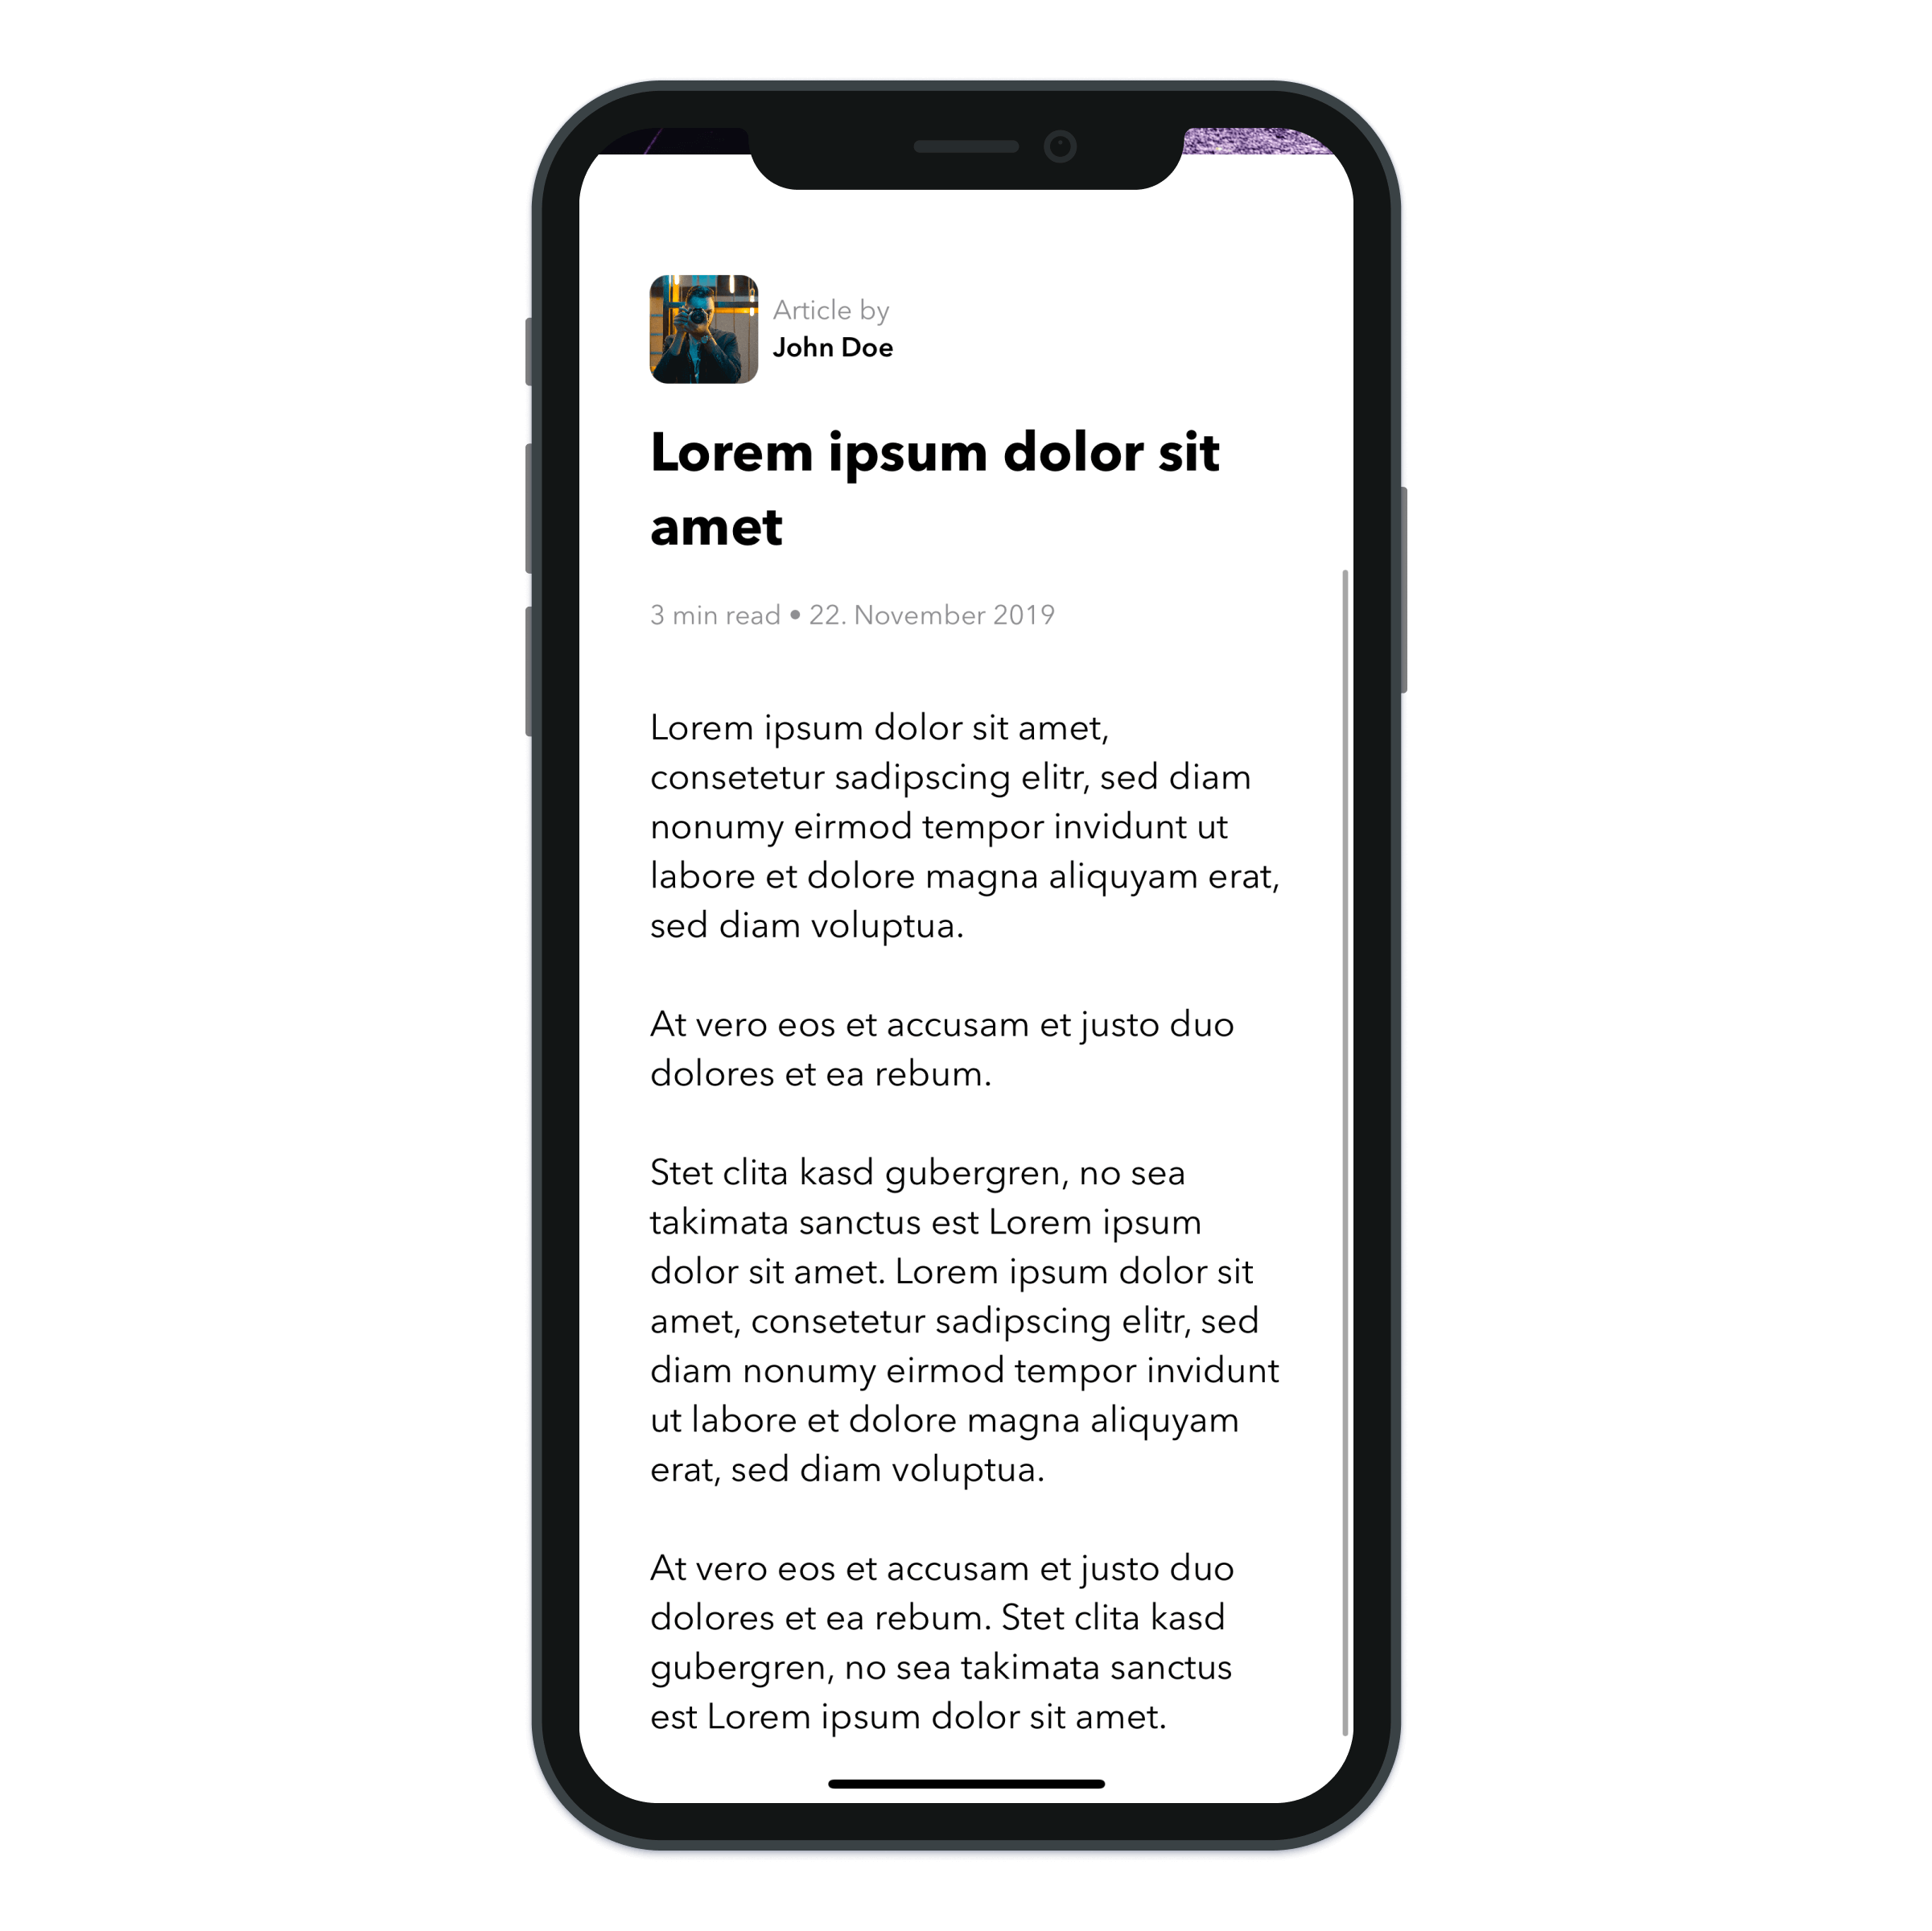 Article by
John Doe
Lorem ipsum dolor sit
amet
3 min read • 22. November 2019
Lorem ipsum dolor sit amet,
consetetur sadipscing elitr, sed diam
nonumy eirmod tempor invidunt ut
labore et dolore magna aliquyam erat,
sed diam voluptua.
At vero eos et accusam et justo duo
dolores et ea rebum.
Stet clita kasd gubergren, no sea
takimata sanctus est Lorem ipsum
dolor sit amet. Lorem ipsum dolor sit
amet, consetetur sadipscing elitr, sed
diam nonumy eirmod tempor invidunt
ut labore et dolore magna aliquyam
erat, sed diam voluptua.
At vero eos et accusam et justo duo
dolores et ea rebum. Stet clita kasd
gubergren, no sea takimata sanctus
est Lorem ipsum dolor sit amet.